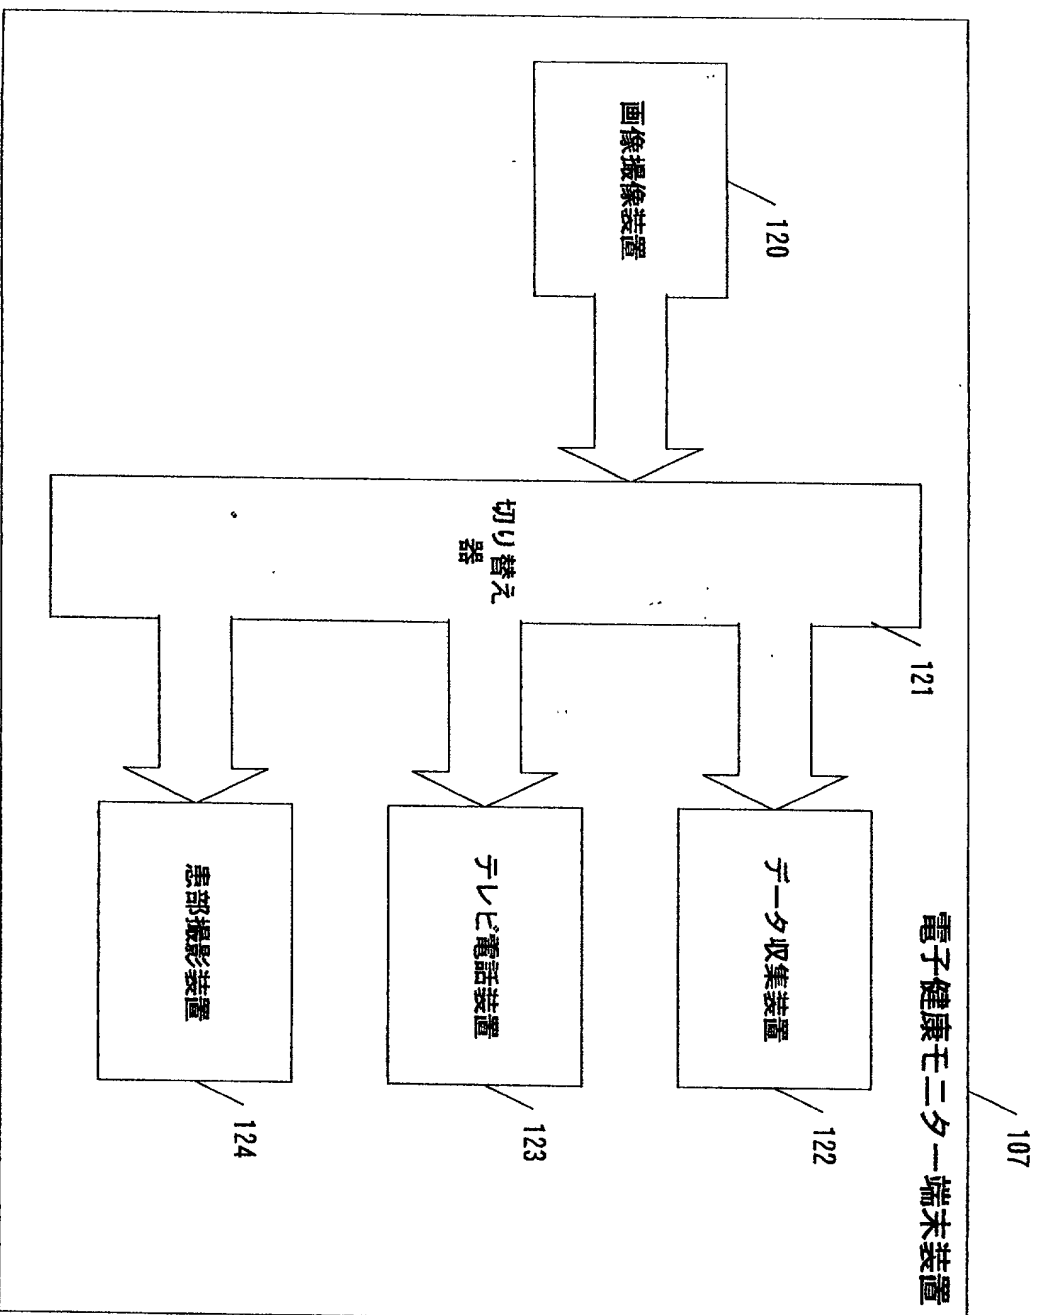 107
電子健康モニター端末装置
120
画像撮像装置
121
切り替え
器
データ収集装置
122
テレビ電話装置
123
患部撮影装置
124